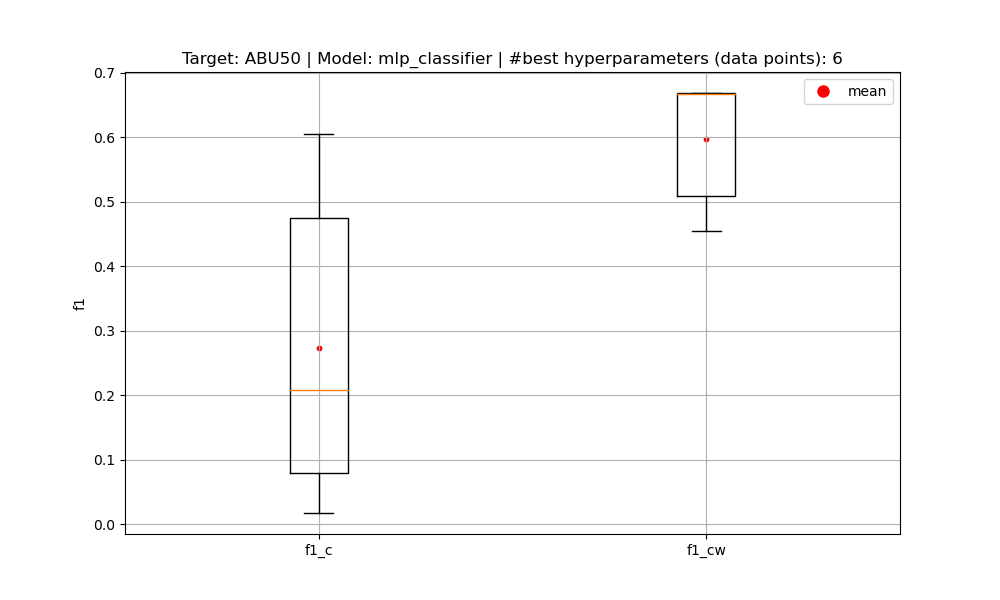 Target: ABU50 | Model: mlp_classifier | #best hyperparameters (data points): 6
0.7
mean
0.6
0.5
0.4
f1
0.3
0.2
0.1
0.0
f1_c
f1_cw